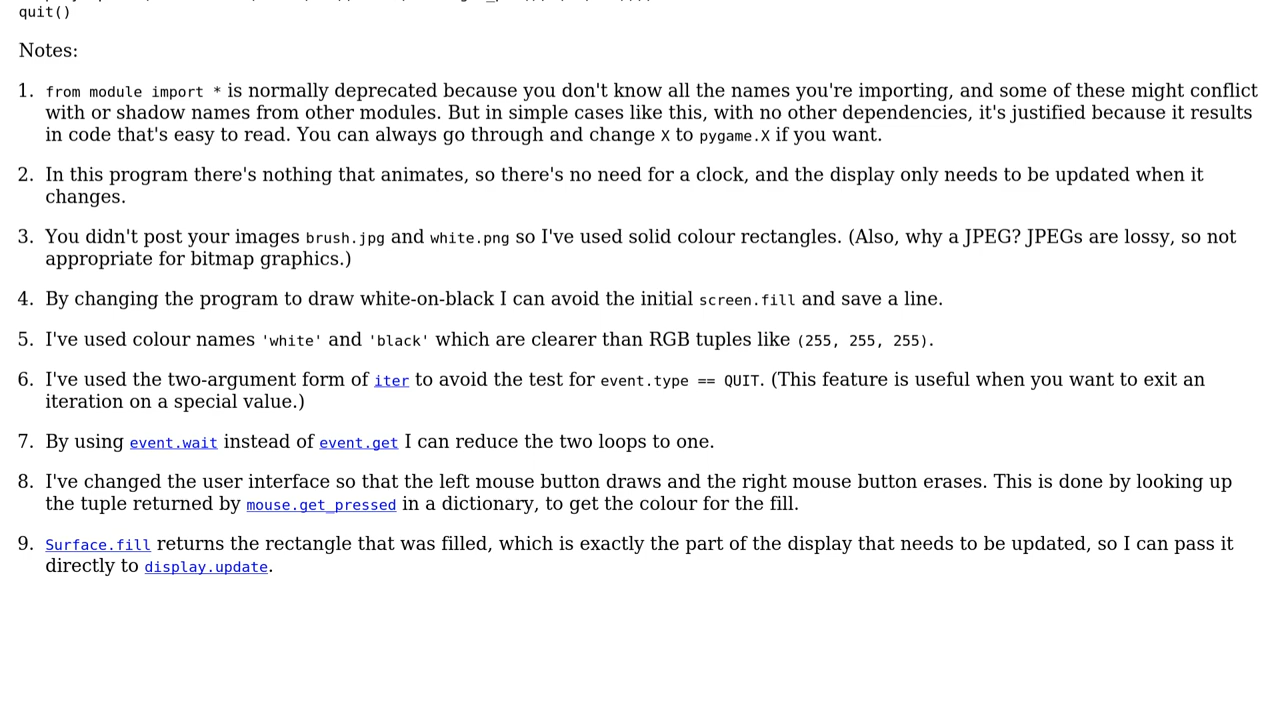 quit()
Notes:
1. from module import * is normally deprecated because you don't know all the names you're importing, and some of these might conflict
with or shadow names from other modules. But in simple cases like this, with no other dependencies, it's justified because it results
in code that's easy to read. You can always go through and change X to pygame.X if you want.
2. In this program there's nothing that animates, so there's no need for a clock, and the display only needs to be updated when it
changes.
3. You didn't post your images brush.jpg and white.png so I've used solid colour rectangles. (Also, why a JPEG? JPEGs are lossy, so not
appropriate for bitmap graphics.)
4. By changing the program to draw white-on-black I can avoid the initial screen.fill and save a line.
5. I've used colour names 'white' and 'black' which are clearer than RGB tuples like (255, 255, 255).
6. I've used the two-argument form of iter to avoid the test for event.type == QUIT. (This feature is useful when you want to exit an
iteration on a special value.)
7. By using event.wait instead of event.get I can reduce the two loops to one.
8. I've changed the user interface so that the left mouse button draws and the right mouse button erases. This is done by looking up
the tuple returned by mouse.get_pressed in a dictionary, to get the colour for the fill.
9. Surface.fill returns the rectangle that was filled, which is exactly the part of the display that needs to be updated, so I can pass it
directly to display.update.